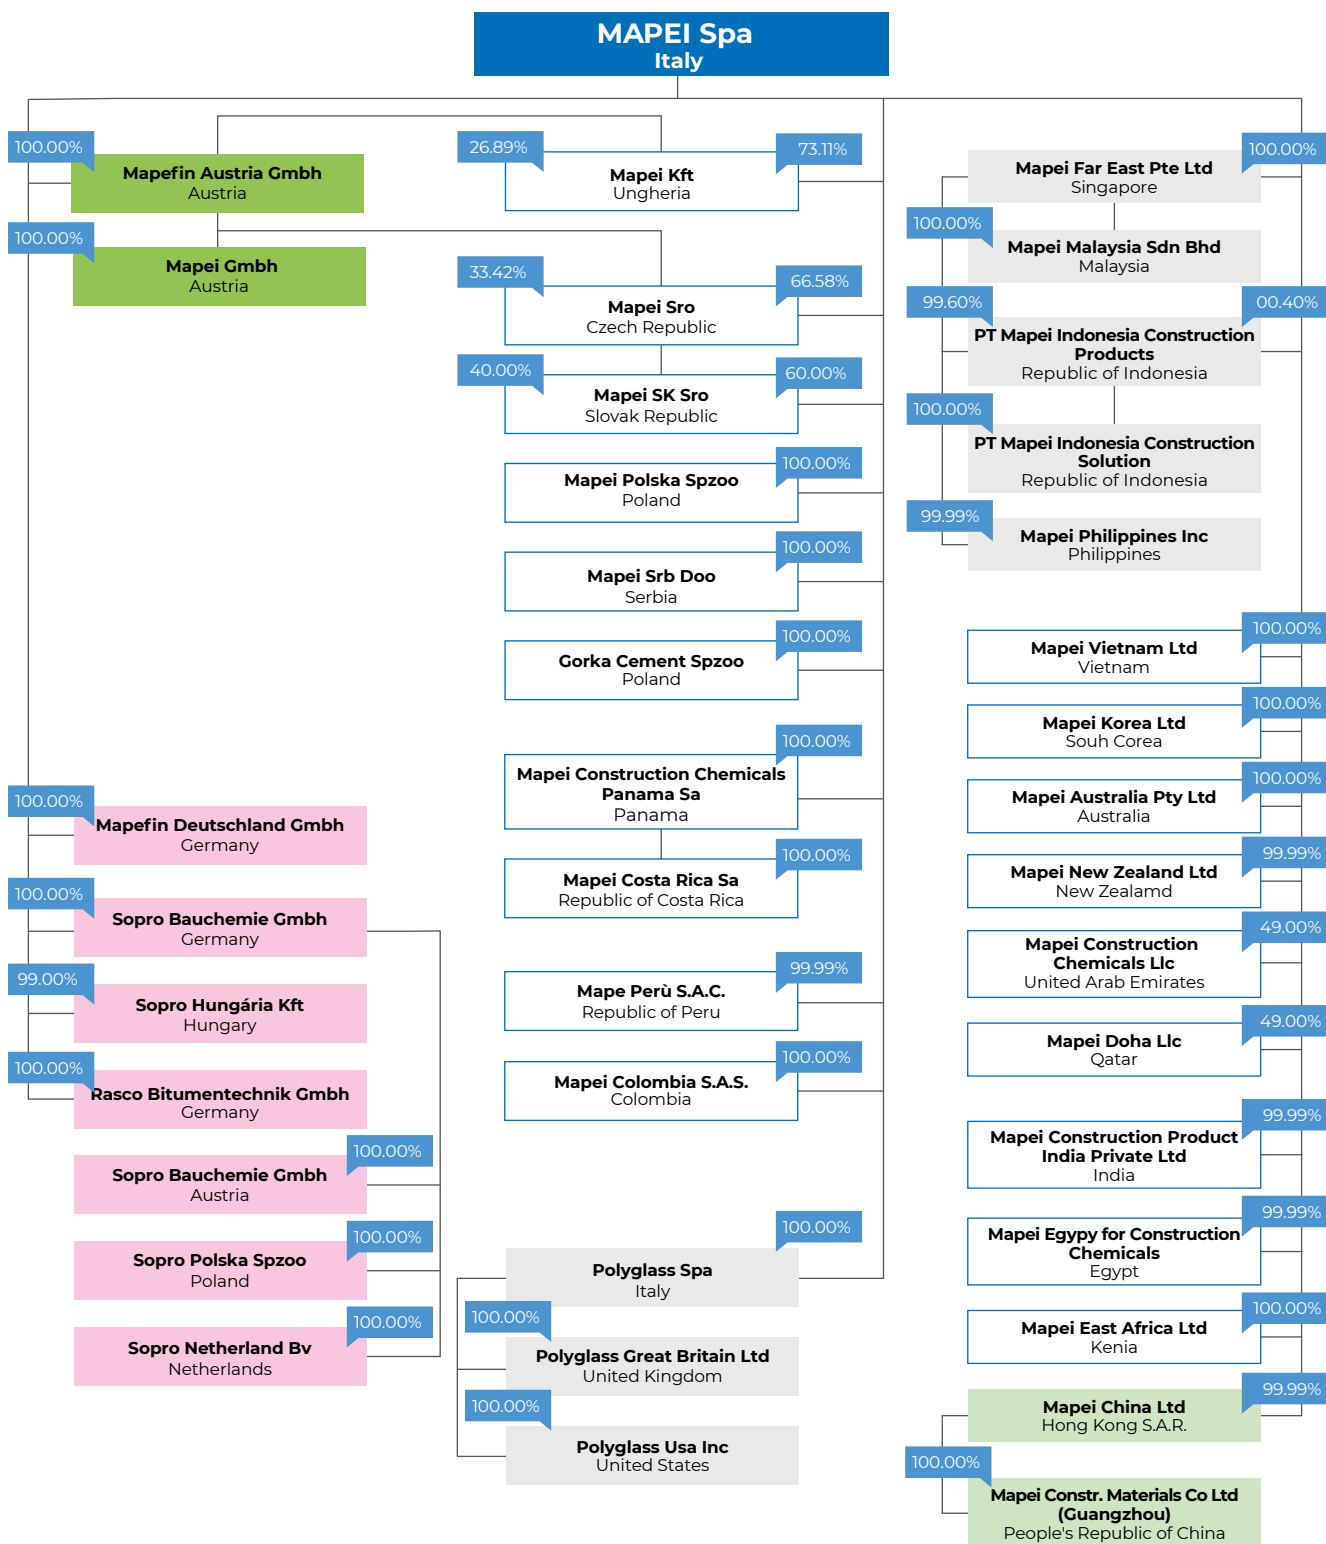 MAPEI Spa
Italy
100.00%
Mapefin Austria Gmbh
Austria
100.00%
Mapei Gmbh
Austria
100.00%
Mapefin Deutschland Gmbh
Germany
100.00%
Sopro Bauchemie Gmbh
Germany
99.00%
Sopro Hungária Kft
Hungary
100.00%
Rasco Bitumentechnik Gmbh
Germany
100.00%
Sopro Bauchemie Gmbh
Austria
100.00%
Sopro Polska Spzoo
Poland
100.00%
Sopro Netherland Bv
Netherlands
26.89%
73.11%
Mapei Kft
Ungheria
33.42%
66.58%
Mapei Sro
Czech Republic
40.00%
60.00%
Mapei SK Sro
Slovak Republic
100.00%
Mapei Polska Spzoo
Poland
100.00%
Mapei Srb Doo
Serbia
100.00%
Gorka Cement Spzoo
Poland
100.00%
Mapei Construction Chemicals
Panama Sa
Panama
100.00%
Mapei Costa Rica Sa
Republic of Costa Rica
99.99%
Mape Perù S.A.C.
Republic of Peru
100.00%
Mapei Colombia S.A.S.
Colombia
100.00%
Polyglass Spa
Italy
100.00%
Polyglass Great Britain Ltd
United Kingdom
100.00%
Polyglass Usa Inc
United States
100.00%
Mapei Far East Pte Ltd
Singapore
100.00%
Mapei Malaysia Sdn Bhd
Malaysia
99.60%
00.40%
PT Mapei Indonesia Construction
Products
Republic of Indonesia
100.00%
PT Mapei Indonesia Construction
Solution
Republic of Indonesia
99.99%
Mapei Philippines Inc
Philippines
100.00%
Mapei Vietnam Ltd
Vietnam
100.00%
Mapei Korea Ltd
Souh Corea
100.00%
Mapei Australia Pty Ltd
Australia
99.99%
Mapei New Zealand Ltd
New Zealamd
49.00%
Mapei Construction
Chemicals Llc
United Arab Emirates
49.00%
Mapei Doha Llc
Qatar
99.99%
Mapei Construction Product
India Private Ltd
India
99.99%
Mapei Egypy for Construction
Chemicals
Egypt
100.00%
Mapei East Africa Ltd
Kenia
99.99%
Mapei China Ltd
Hong Kong S.A.R.
100.00%
Mapei Constr. Materials Co Ltd
(Guangzhou)
People's Republic of China